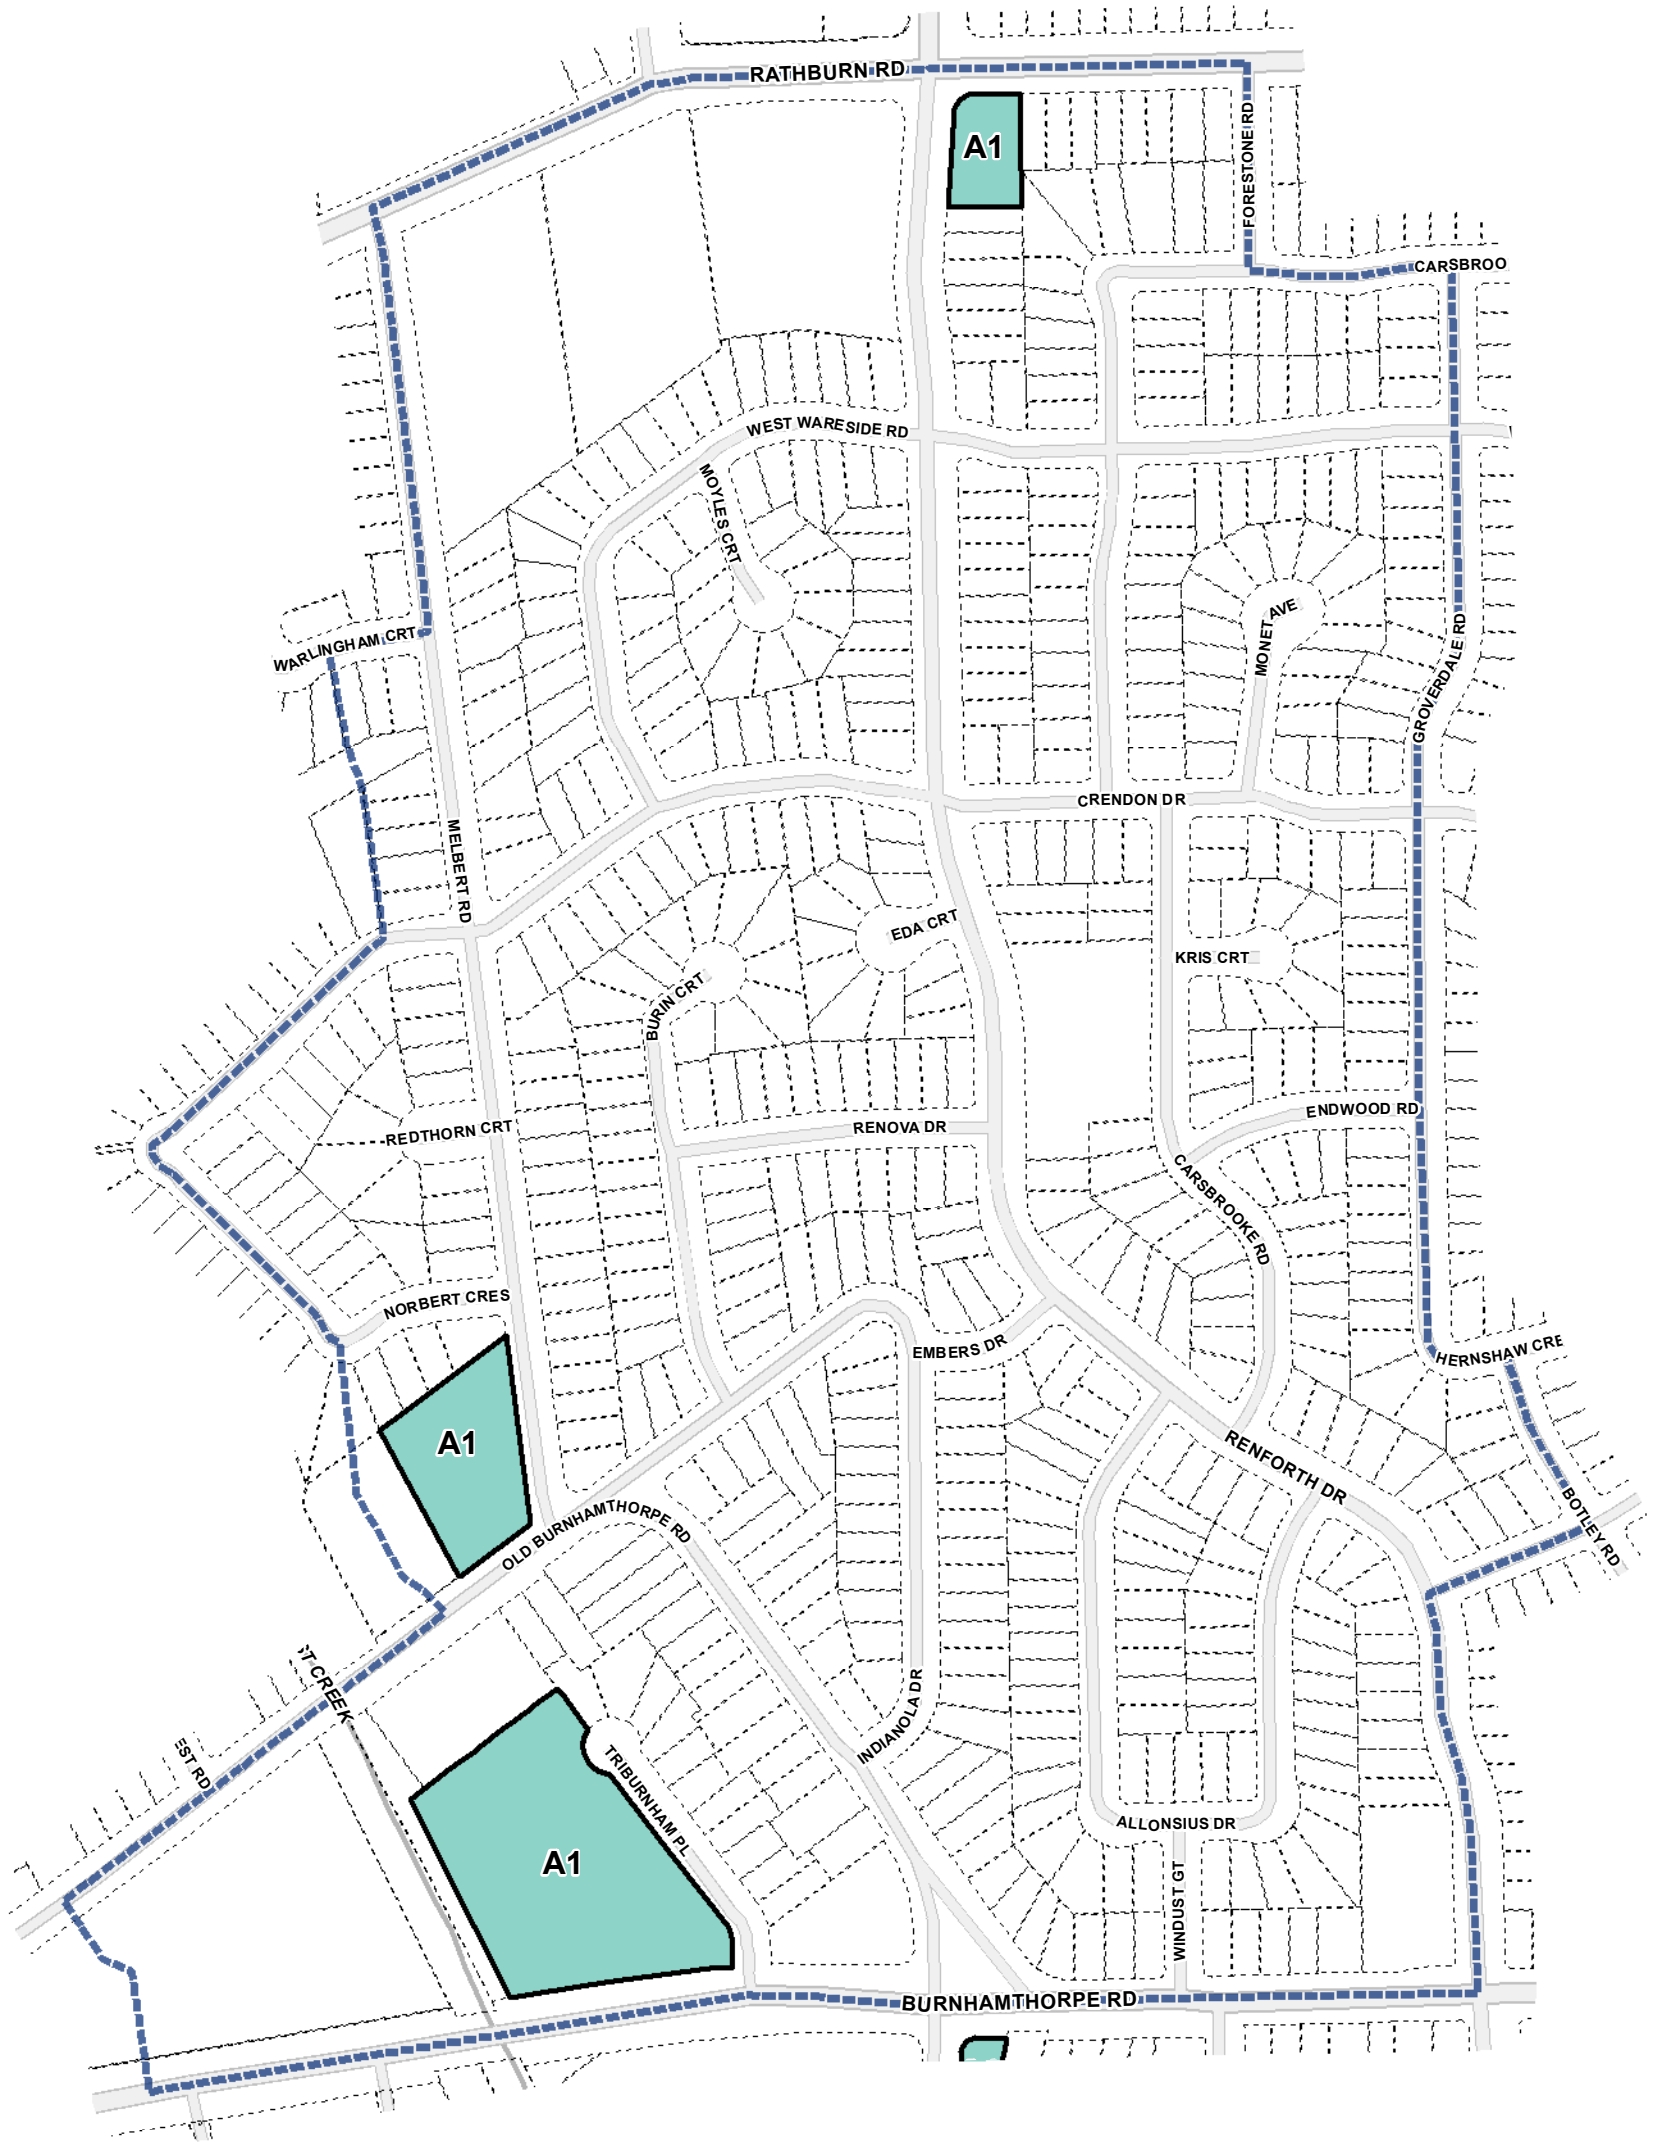 RATHBURN RD
A1
FORESTONE RD
CARSBROO
WEST WARESIDE RD
MOYLES CRT
MONET AVE
WARLINGHAM CRT
GROVERDALE RD
CRENDON DR
MELBERT RD
EDA CRT
KRIS CRT
BURIN CRT
ENDWOOD RD
REDTHORN CRT
RENOVA DR
CARSBROOKE RD
NORBERT CRES
EMBERS DR
HERNSHAW CRE
A1
RENFORTH DR
BOTLEY RD
OLD BURNHAMTHORPE RD
T CREEK
INDIANOLA DR
EST RD
TRIBURNHAM PL
ALLONSIUS DR
A1
WINDUST GT
BURNHAMTHORPE RD